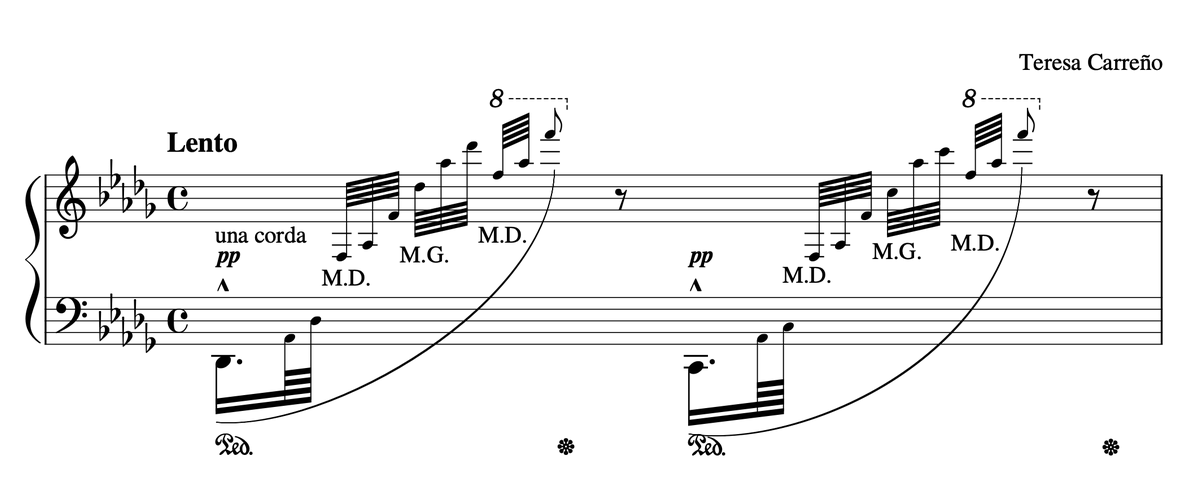 Teresa Carreño
8 8
Lento
una corda
pp pp
M.D. M.G. M.D. M.D. M.G. M.D.
Ped. Ped.